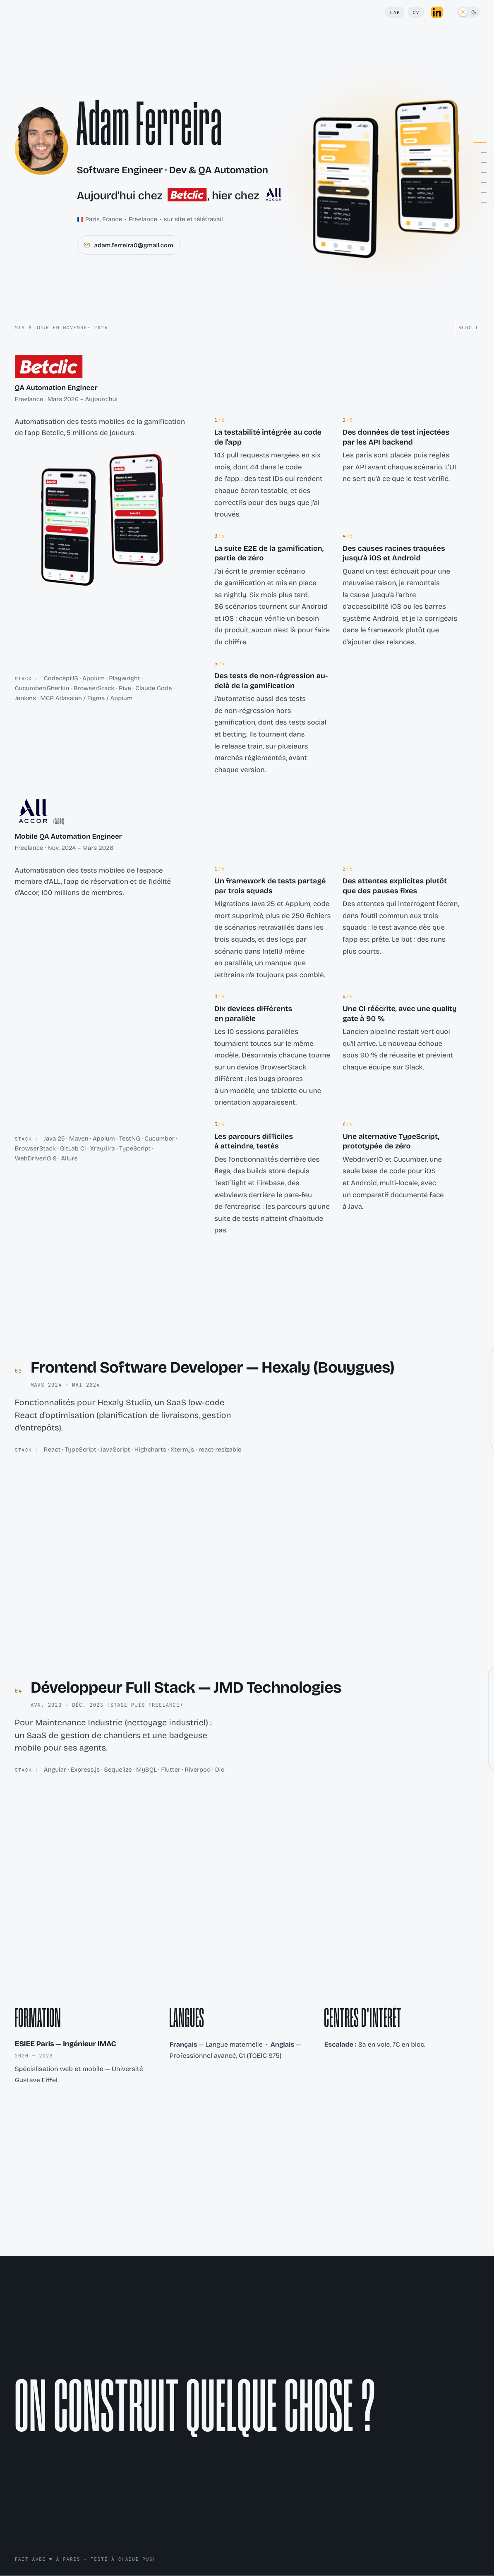 LAB
CV
in
Adam Ferreira
Software Engineer · Dev & QA Automation
Aujourd'hui chez Betclic, hier chez All
ACCOR
Paris, France • Freelance • sur site et télétravail
adam.ferreira0@gmail.com
MIS À JOUR EN NOVEMBRE 2026
SCROLL
Betclic
QA Automation Engineer
Freelance · Mars 2026 – Aujourd'hui
Automatisation des tests mobiles de la gamification
de l'app Betclic, 5 millions de joueurs.
STACK : CodeceptJS · Appium · Playwright ·
Cucumber/Gherkin · BrowserStack · Rive · Claude Code ·
Jenkins · MCP Atlassian / Figma / Appium
1/5
La testabilité intégrée au code
de l'app
143 pull requests mergées en six
mois, dont 44 dans le code
de l'app : des test IDs qui rendent
chaque écran testable, et des
correctifs pour des bugs que j'ai
trouvés.
2/5
Des données de test injectées
par les API backend
Les paris sont placés puis réglés
par API avant chaque scénario. L'UI
ne sert qu'à ce que le test vérifie.
3/5
La suite E2E de la gamification,
partie de zéro
J'ai écrit le premier scénario
de gamification et mis en place
sa nightly. Six mois plus tard,
86 scénarios tournent sur Android
et iOS : chacun vérifie un besoin
du produit, aucun n'est là pour faire
du chiffre.
4/5
Des causes racines traquées
jusqu'à iOS et Android
Quand un test échouait pour une
mauvaise raison, je remontais
la cause jusqu'à l'arbre
d'accessibilité iOS ou les barres
système Android, et je la corrigeais
dans le framework plutôt que
d'ajouter des relances.
5/5
Des tests de non-régression au-
delà de la gamification
J'automatise aussi des tests
de non-régression hors
gamification, dont des tests social
et betting. Ils tournent dans
le release train, sur plusieurs
marchés réglementés, avant
chaque version.
All
ACCOR
Mobile QA Automation Engineer
Freelance · Nov. 2024 – Mars 2026
Automatisation des tests mobiles de l'espace
membre d'ALL, l'app de réservation et de fidélité
d'Accor, 100 millions de membres.
STACK : Java 25 · Maven · Appium · TestNG · Cucumber ·
BrowserStack · GitLab CI · Xray/Jira · TypeScript ·
WebDriverIO 9 · Allure
1/6
Un framework de tests partagé
par trois squads
Migrations Java 25 et Appium, code
mort supprimé, plus de 250 fichiers
de scénarios retravaillés dans les
trois squads, et des logs par
scénario dans IntelliJ même
en parallèle, un manque que
JetBrains n'a toujours pas comblé.
2/6
Des attentes explicites plutôt
que des pauses fixes
Des attentes qui interrogent l'écran,
dans l'outil commun aux trois
squads : le test avance dès que
l'app est prête. Le but : des runs
plus courts.
3/6
Dix devices différents
en parallèle
Les 10 sessions parallèles
tournaient toutes sur le même
modèle. Désormais chacune tourne
sur un device BrowserStack
différent : les bugs propres
à un modèle, une tablette ou une
orientation apparaissent.
4/6
Une CI réécrite, avec une quality
gate à 90 %
L'ancien pipeline restait vert quoi
qu'il arrive. Le nouveau échoue
sous 90 % de réussite et prévient
chaque équipe sur Slack.
5/6
Les parcours difficiles
à atteindre, testés
Des fonctionnalités derrière des
flags, des builds store depuis
TestFlight et Firebase, des
webviews derrière le pare-feu
de l'entreprise : les parcours qu'une
suite de tests n'atteint d'habitude
pas.
6/6
Une alternative TypeScript,
prototypée de zéro
WebdriverIO et Cucumber, une
seule base de code pour iOS
et Android, multi-locale, avec
un comparatif documenté face
à Java.
03
Frontend Software Developer — Hexaly (Bouygues)
MARS 2024 – MAI 2024
Fonctionnalités pour Hexaly Studio, un SaaS low-code
React d'optimisation (planification de livraisons, gestion
d'entrepôts).
STACK : React · TypeScript · JavaScript · Highcharts · Xterm.js · react-resizable
04
Développeur Full Stack — JMD Technologies
AVR. 2023 – DÉC. 2023 (STAGE PUIS FREELANCE)
Pour Maintenance Industrie (nettoyage industriel) :
un SaaS de gestion de chantiers et une badgeuse
mobile pour ses agents.
STACK : Angular · Express.js · Sequelize · MySQL · Flutter · Riverpod · Dio
FORMATION
ESIEE Paris — Ingénieur IMAC
2020 – 2023
Spécialisation web et mobile — Université
Gustave Eiffel.
LANGUES
Français — Langue maternelle · Anglais —
Professionnel avancé, C1 (TOEIC 975)
CENTRES D'INTÉRÊT
Escalade : 8a en voie, 7C en bloc.
ON CONSTRUIT QUELQUE CHOSE ?
FAIT AVEC ♥ À PARIS — TESTÉ À CHAQUE PUSH